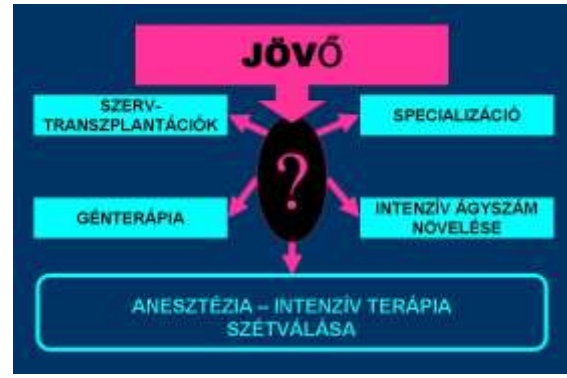 JÖVŐ
SZERV-
TRANSZPLANTÁCIÓK
SPECIALIZÁCIÓ
?
GÉNTERÁPIA
INTENZÍV ÁGYSZÁM
NÖVELÉSE
ANESZTÉZIA – INTENZÍV TERÁPIA
SZÉTVÁLÁSA